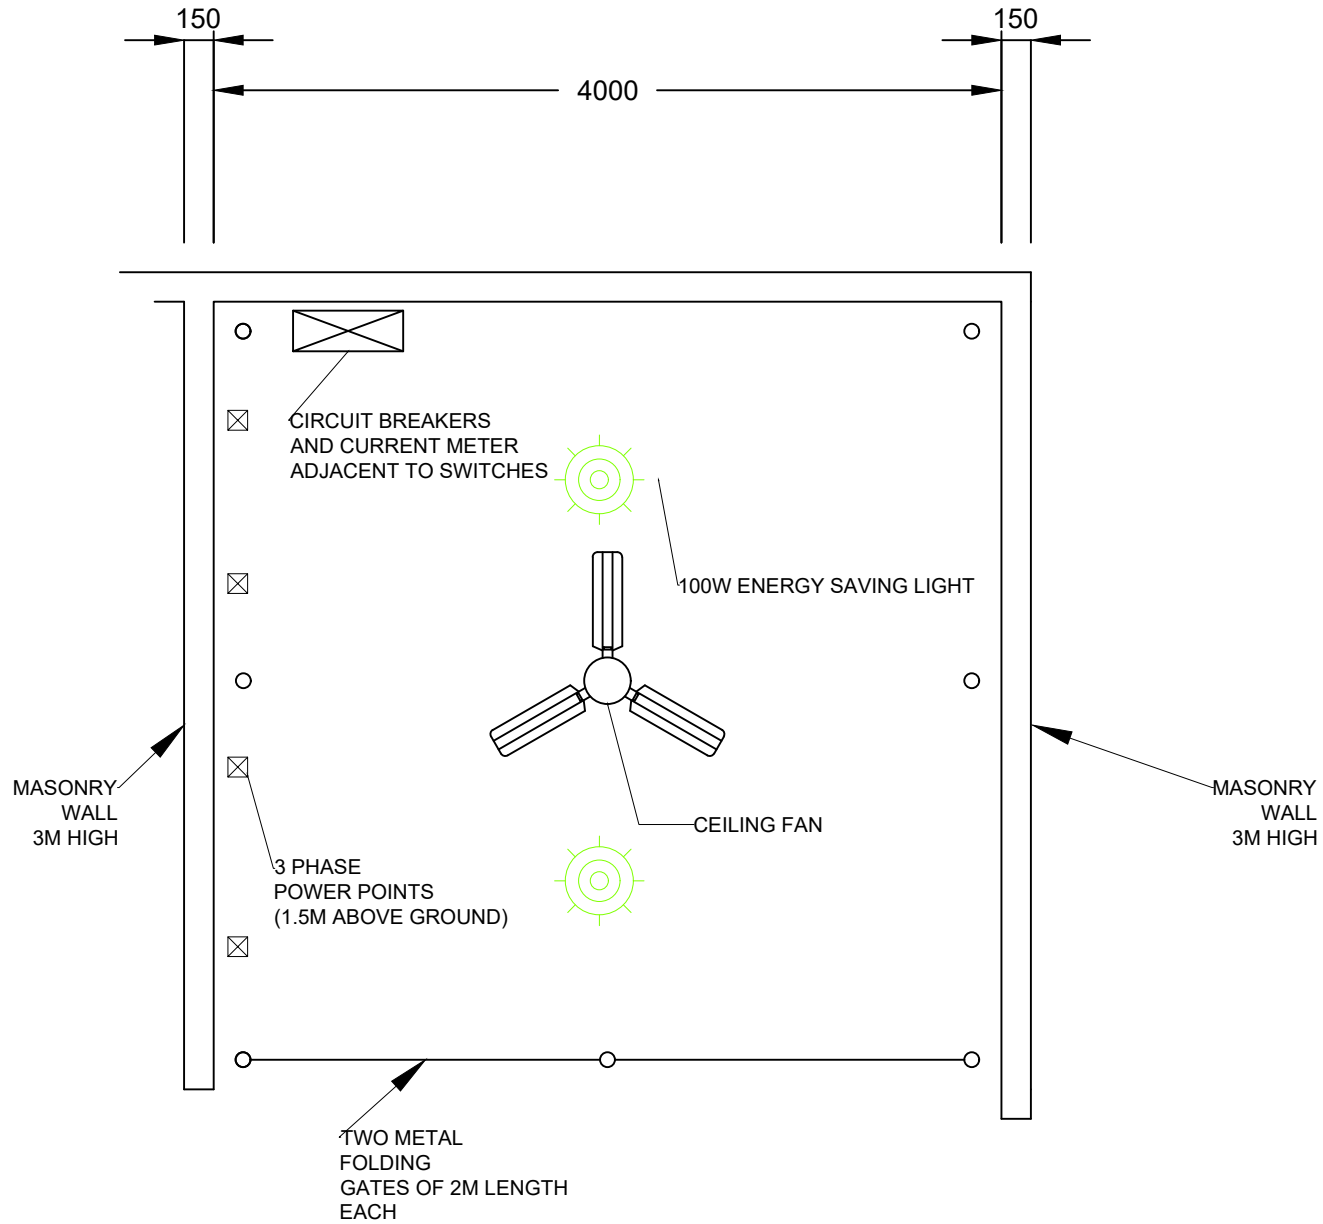 150
150
4000
CIRCUIT BREAKERS
AND CURRENT METER
ADJACENT TO SWITCHES
100W ENERGY SAVING LIGHT
MASONRY
WALL
3M HIGH
MASONRY
WALL
3M HIGH
CEILING FAN
3 PHASE
POWER POINTS
(1.5M ABOVE GROUND)
TWO METAL
FOLDING
GATES OF 2M LENGTH
EACH